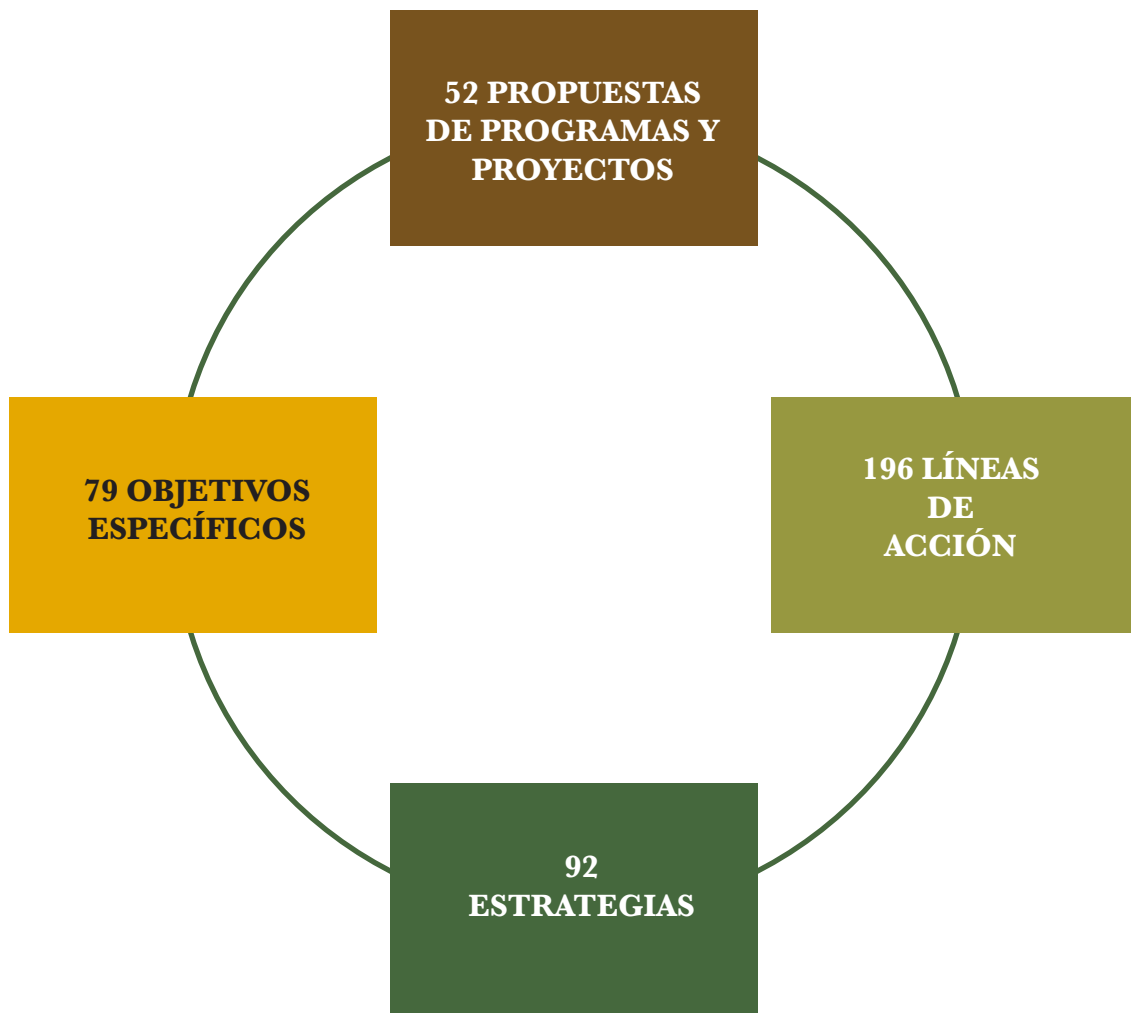 52 PROPUESTAS
DE PROGRAMAS Y
PROYECTOS
79 OBJETIVOS
ESPECÍFICOS
196 LÍNEAS
DE
ACCIÓN
92
ESTRATEGIAS